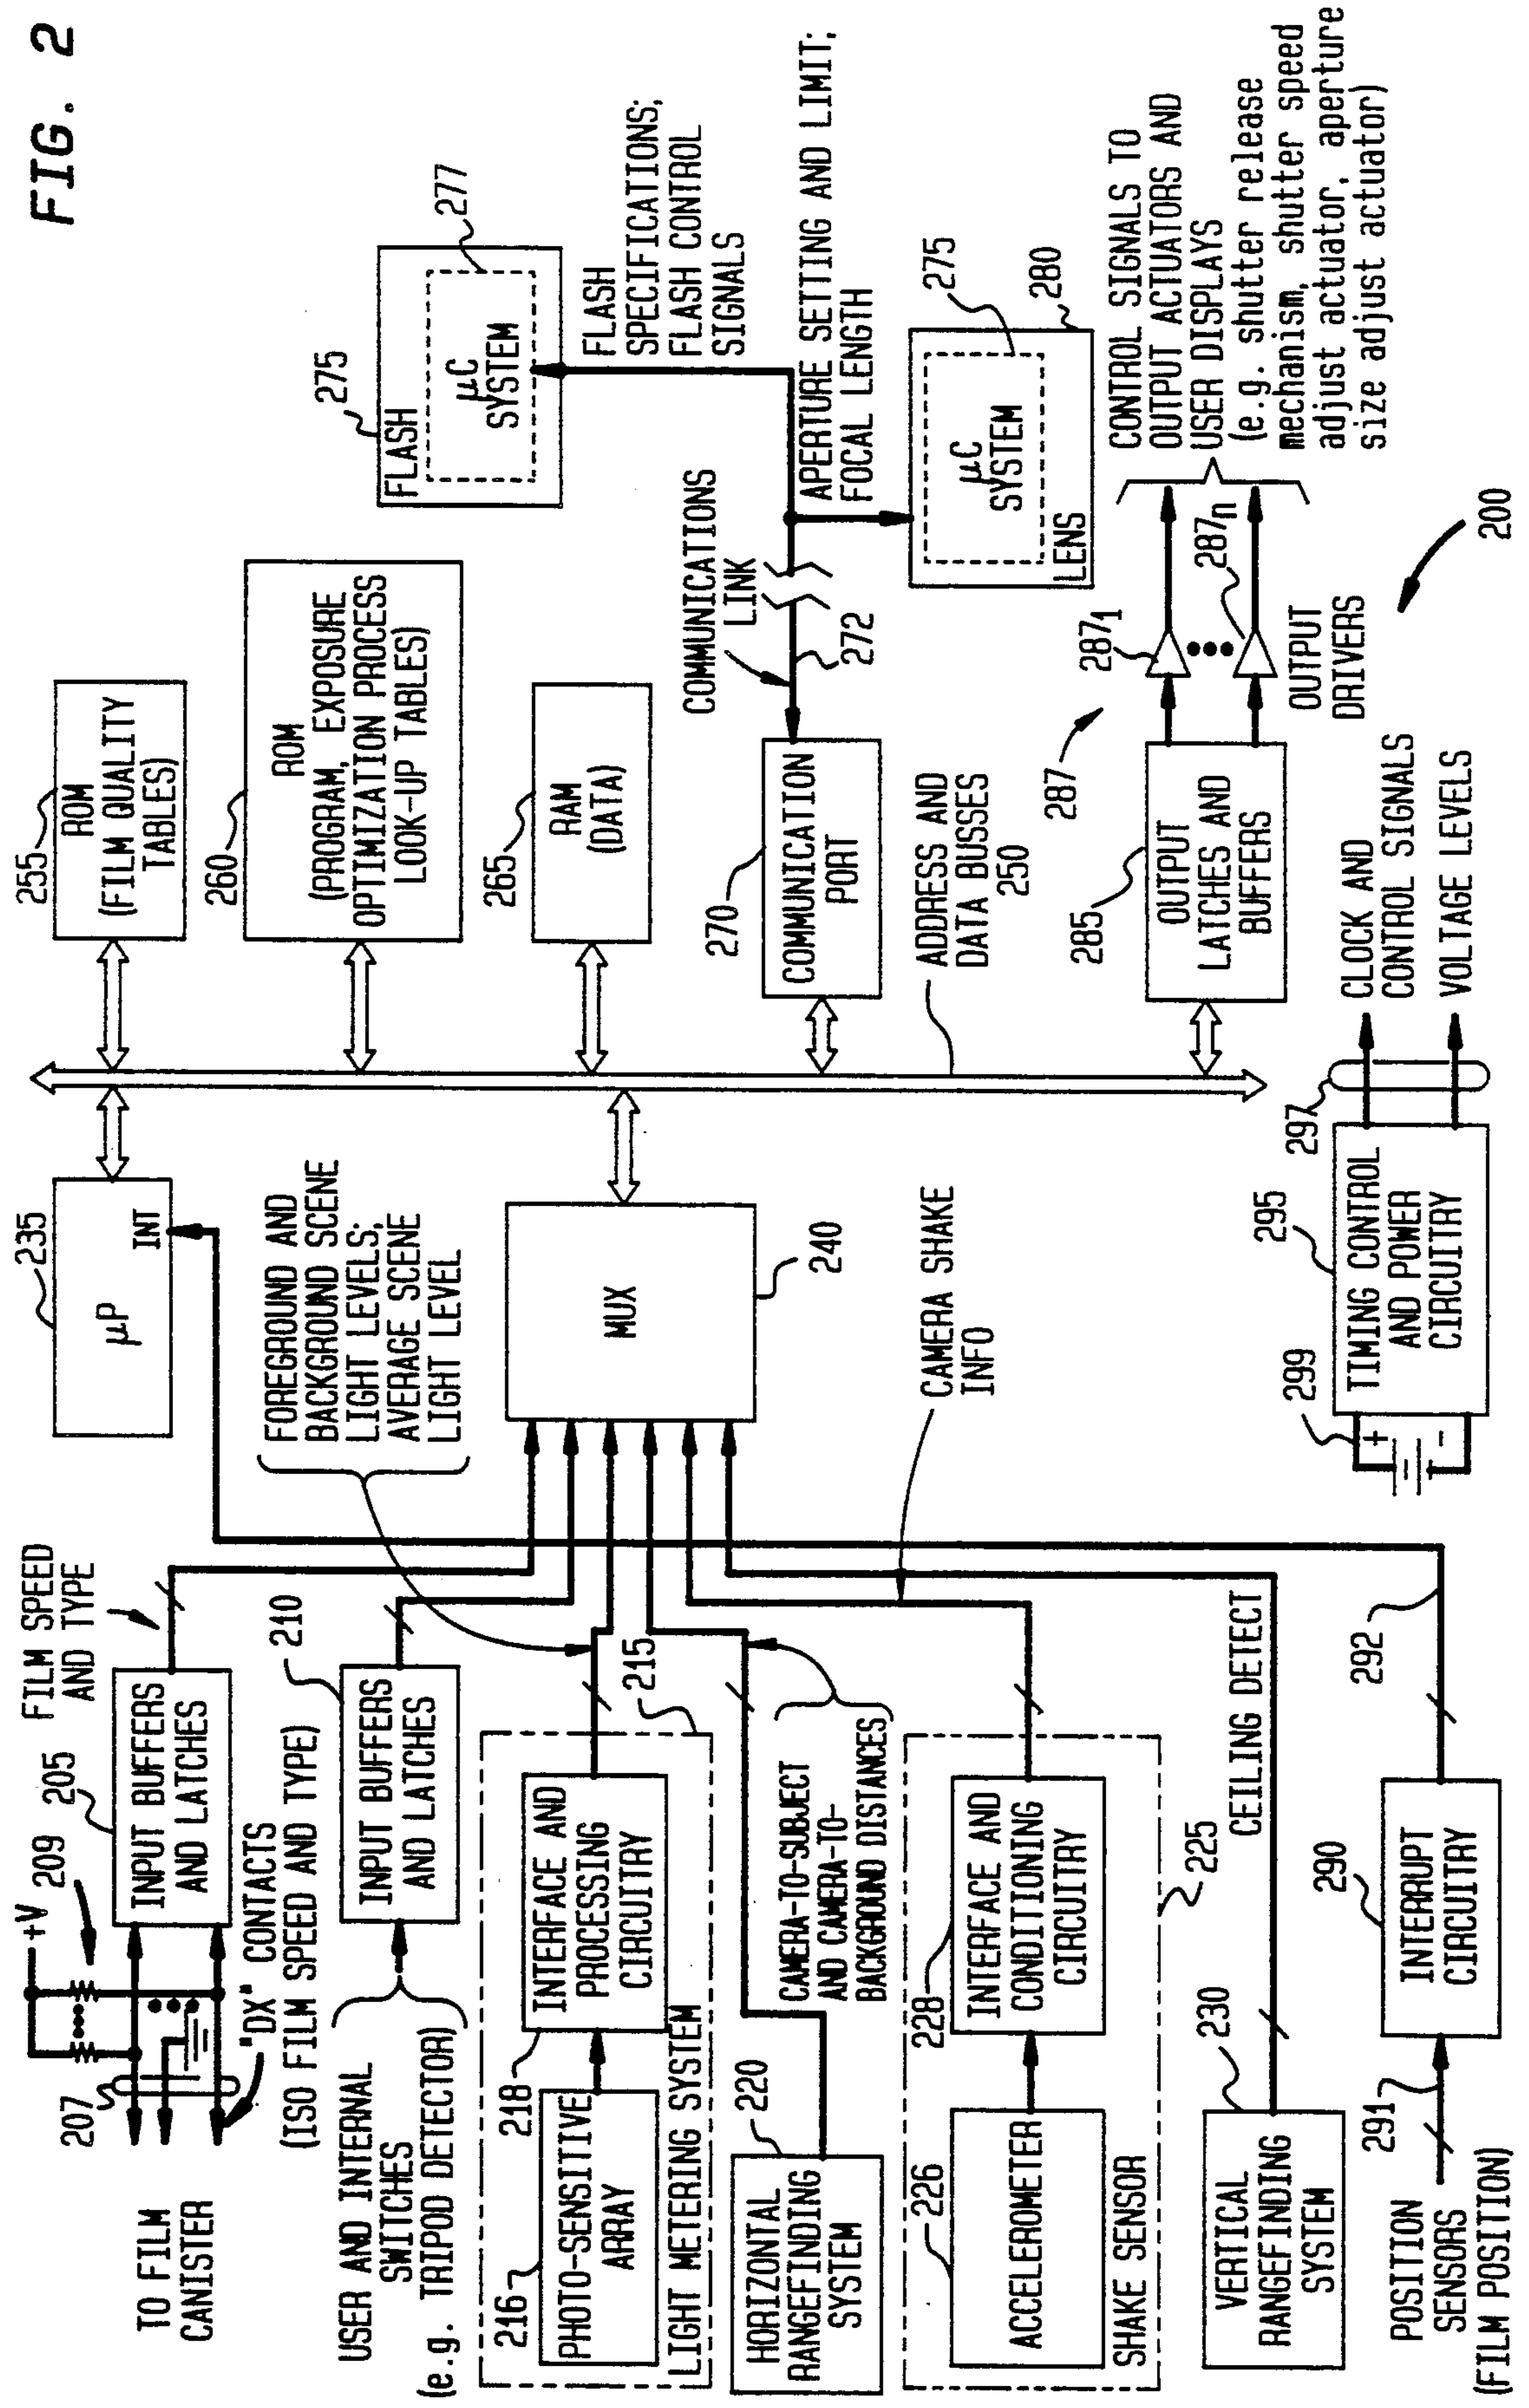 FIG. 2
+V
209
205
FILM SPEED
AND TYPE
INPUT BUFFERS
AND LATCHES
207
TO FILM
CANISTER
"DX" CONTACTS
(ISO FILM SPEED AND TYPE)
210
INPUT BUFFERS
AND LATCHES
USER AND INTERNAL
SWITCHES
(e.g. TRIPOD DETECTOR)
216
PHOTO-SENSITIVE
ARRAY
218
INTERFACE AND
PROCESSING
CIRCUITRY
LIGHT METERING SYSTEM
215
FOREGROUND AND
BACKGROUND SCENE
LIGHT LEVELS;
AVERAGE SCENE
LIGHT LEVEL
220
HORIZONTAL
RANGEFINDING
SYSTEM
CAMERA-TO-SUBJECT
AND CAMERA-TO-
BACKGROUND DISTANCES
226
ACCELEROMETER
228
INTERFACE AND
CONDITIONING
CIRCUITRY
SHAKE SENSOR
225
CAMERA SHAKE
INFO
230
VERTICAL
RANGEFINDING
SYSTEM
CEILING DETECT
POSITION
SENSORS
(FILM POSITION)
291
290
INTERRUPT
CIRCUITRY
292
235
µP
INT
MUX
240
299
+
-
295
TIMING CONTROL
AND POWER
CIRCUITRY
297
CLOCK AND
CONTROL SIGNALS
VOLTAGE LEVELS
255
ROM
(FILM QUALITY
TABLES)
260
ROM
(PROGRAM, EXPOSURE
OPTIMIZATION PROCESS
LOOK-UP TABLES)
265
RAM
(DATA)
270
COMMUNICATION
PORT
ADDRESS AND
DATA BUSSES
250
COMMUNICATIONS
LINK
272
275
FLASH
µC
SYSTEM
277
FLASH
SPECIFICATIONS;
FLASH CONTROL
SIGNALS
APERTURE SETTING AND LIMIT;
FOCAL LENGTH
LENS
µC
SYSTEM
275
280
285
OUTPUT
LATCHES AND
BUFFERS
287
287₁
287ₙ
OUTPUT
DRIVERS
CONTROL SIGNALS TO
OUTPUT ACTUATORS AND
USER DISPLAYS
(e.g. shutter release
mechanism, shutter speed
adjust actuator, aperture
size adjust actuator)
200